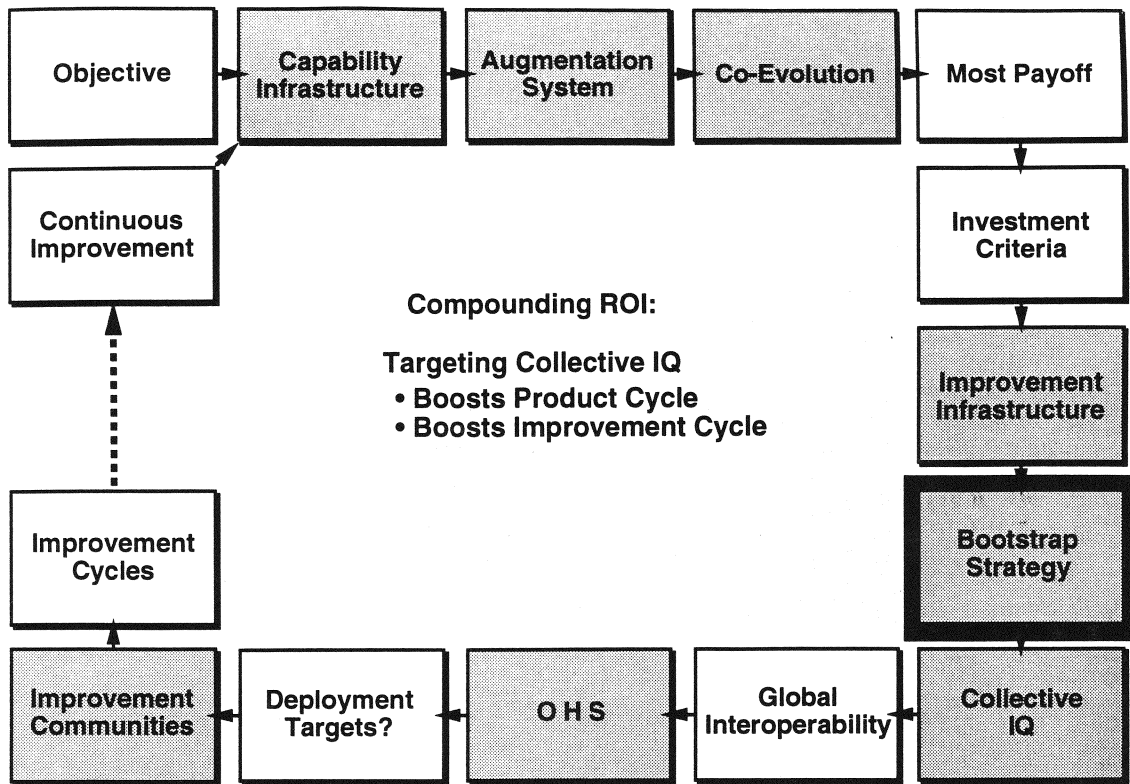 Objective
Capability
Infrastructure
Augmentation
System
Co-Evolution
Most Payoff
Continuous
Improvement
Investment
Criteria
Compounding ROI:
Targeting Collective IQ
• Boosts Product Cycle
• Boosts Improvement Cycle
Improvement
Infrastructure
Improvement
Cycles
Bootstrap
Strategy
Improvement
Communities
Deployment
Targets?
O H S
Global
Interoperability
Collective
IQ